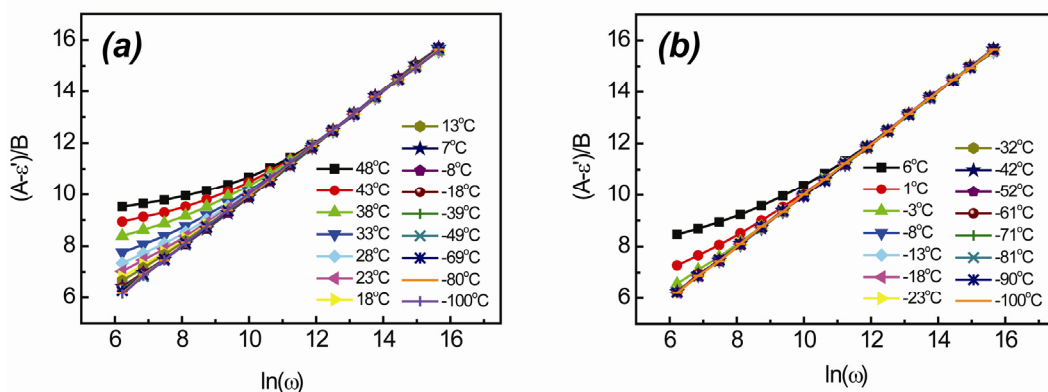 (a)
(A-ε')/B
16
14
12
10
8
6
48°C
43°C
38°C
33°C
28°C
23°C
18°C
13°C
7°C
-8°C
-18°C
-39°C
-49°C
-69°C
-80°C
-100°C
6 8 10 12 14 16
ln(ω)
(b)
(A-ε')/B
16
14
12
10
8
6
6°C
1°C
-3°C
-8°C
-13°C
-18°C
-23°C
-32°C
-42°C
-52°C
-61°C
-71°C
-81°C
-90°C
-100°C
6 8 10 12 14 16
ln(ω)